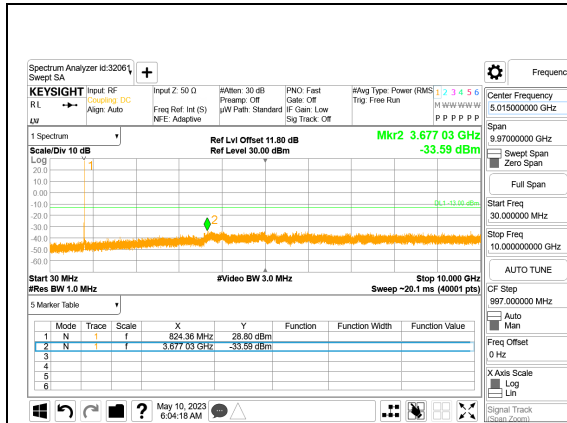 Spectrum Analyzer id:32061
Swept SA
+
Frequenc
KEYSIGHT
RL
LXI
Input: RF
Coupling: DC
Align: Auto
Input Z: 50 Ω
Freq Ref: Int (S)
NFE: Adaptive
#Atten: 30 dB
Preamp: Off
µW Path: Standard
PNO: Fast
Gate: Off
IF Gain: Low
Sig Track: Off
#Avg Type: Power (RMS
Trig: Free Run
1 2 3 4 5 6
M W W W W W
P P P P P P
1 Spectrum
Scale/Div 10 dB
Ref Lvl Offset 11.80 dB
Ref Level 30.00 dBm
Mkr2 3.677 03 GHz
-33.59 dBm
Log
20.0
10.0
0.00
-10.0
-20.0
-30.0
-40.0
-50.0
-60.0
1
2
DL1 -13.00 dBm
Start 30 MHz
#Res BW 1.0 MHz
#Video BW 3.0 MHz
Stop 10.000 GHz
Sweep ~20.1 ms (40001 pts)
5 Marker Table
Mode Trace Scale X Y Function Function Width Function Value
1 N 1 f 824.36 MHz 28.80 dBm
2 N 1 f 3.677 03 GHz -33.59 dBm
3
4
5
6
Center Frequency
5.015000000 GHz
Span
9.97000000 GHz
Swept Span
Zero Span
Full Span
Start Freq
30.000000 MHz
Stop Freq
10.000000000 GHz
AUTO TUNE
CF Step
997.000000 MHz
Auto
Man
Freq Offset
0 Hz
X Axis Scale
Log
Lin
Signal Track
(Span Zoom)
?
May 10, 2023
6:04:18 AM